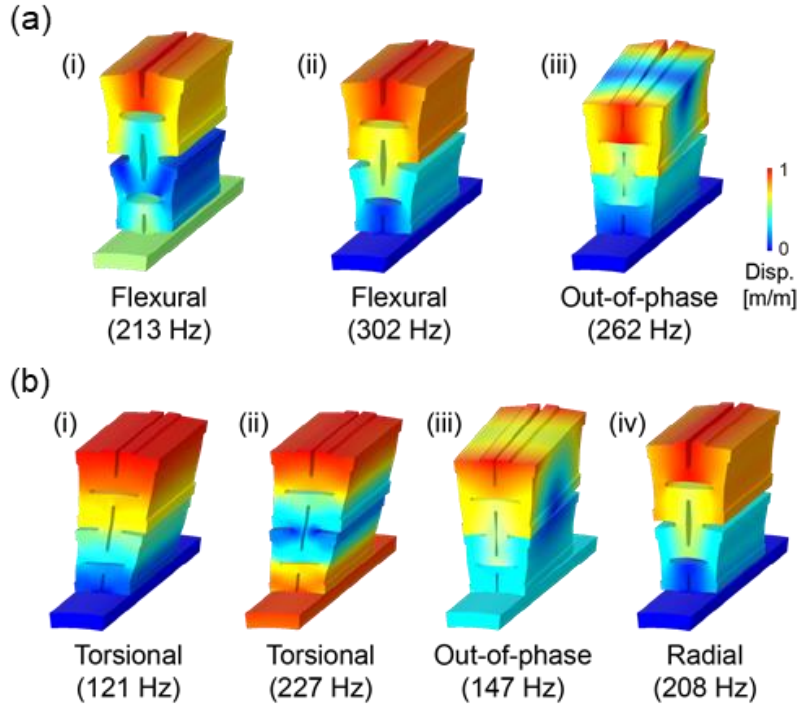 (a)
(i)
(ii)
(iii)
1
0
Disp.
[m/m]
Flexural
(213 Hz)
Flexural
(302 Hz)
Out-of-phase
(262 Hz)
(b)
(i)
(ii)
(iii)
(iv)
Torsional
(121 Hz)
Torsional
(227 Hz)
Out-of-phase
(147 Hz)
Radial
(208 Hz)